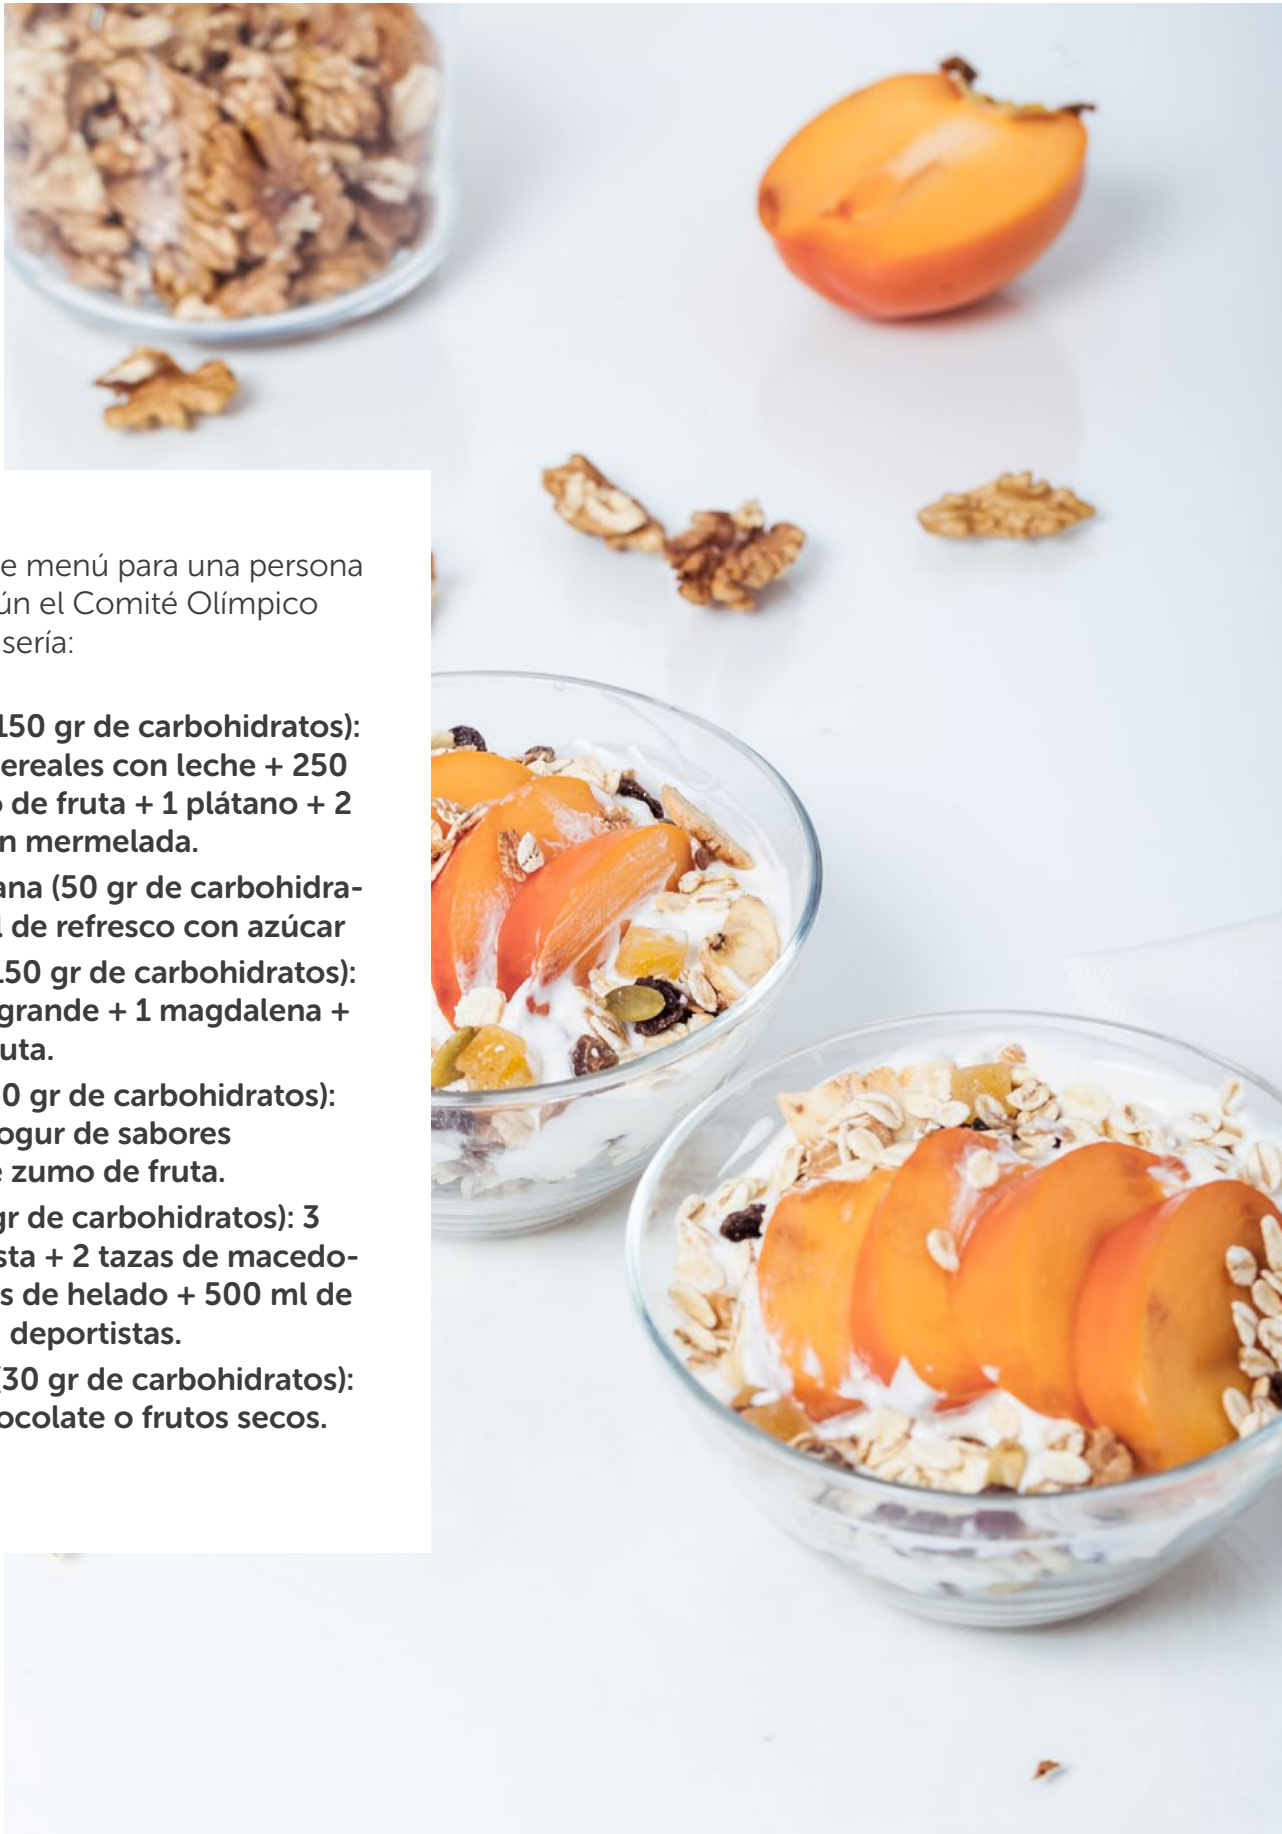 e menú para una persona
ún el Comité Olímpico
sería:
150 gr de carbohidratos):
ereales con leche + 250
o de fruta + 1 plátano + 2
n mermelada.
ana (50 gr de carbohidra-
l de refresco con azúcar
150 gr de carbohidratos):
grande + 1 magdalena +
uta.
0 gr de carbohidratos):
ogur de sabores
e zumo de fruta.
gr de carbohidratos): 3
sta + 2 tazas de macedo-
s de helado + 500 ml de
deportistas.
(30 gr de carbohidratos):
ocolate o frutos secos.